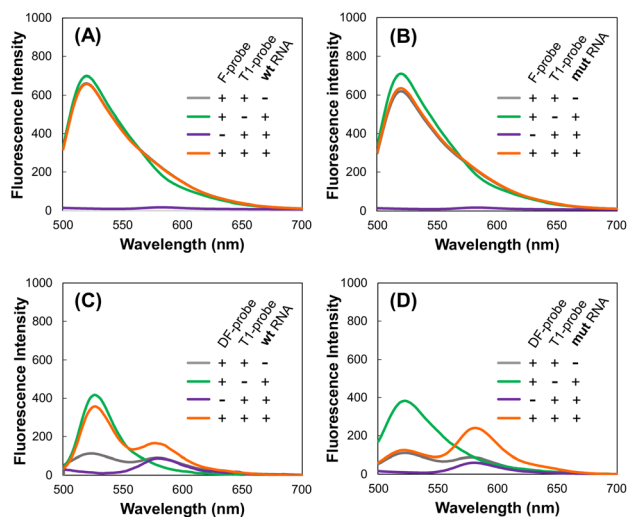 (A)
F-probe
T1-probe
wt RNA
+ + -
+ - +
- + +
+ + +
Fluorescence Intensity
1000
800
600
400
200
0
500 550 600 650 700
Wavelength (nm)
(B)
F-probe
T1-probe
mut RNA
+ + -
+ - +
- + +
+ + +
Fluorescence Intensity
1000
800
600
400
200
0
500 550 600 650 700
Wavelength (nm)
(C)
DF-probe
T1-probe
wt RNA
+ + -
+ - +
- + +
+ + +
Fluorescence Intensity
1000
800
600
400
200
0
500 550 600 650 700
Wavelength (nm)
(D)
DF-probe
T1-probe
mut RNA
+ + -
+ - +
- + +
+ + +
Fluorescence Intensity
1000
800
600
400
200
0
500 550 600 650 700
Wavelength (nm)